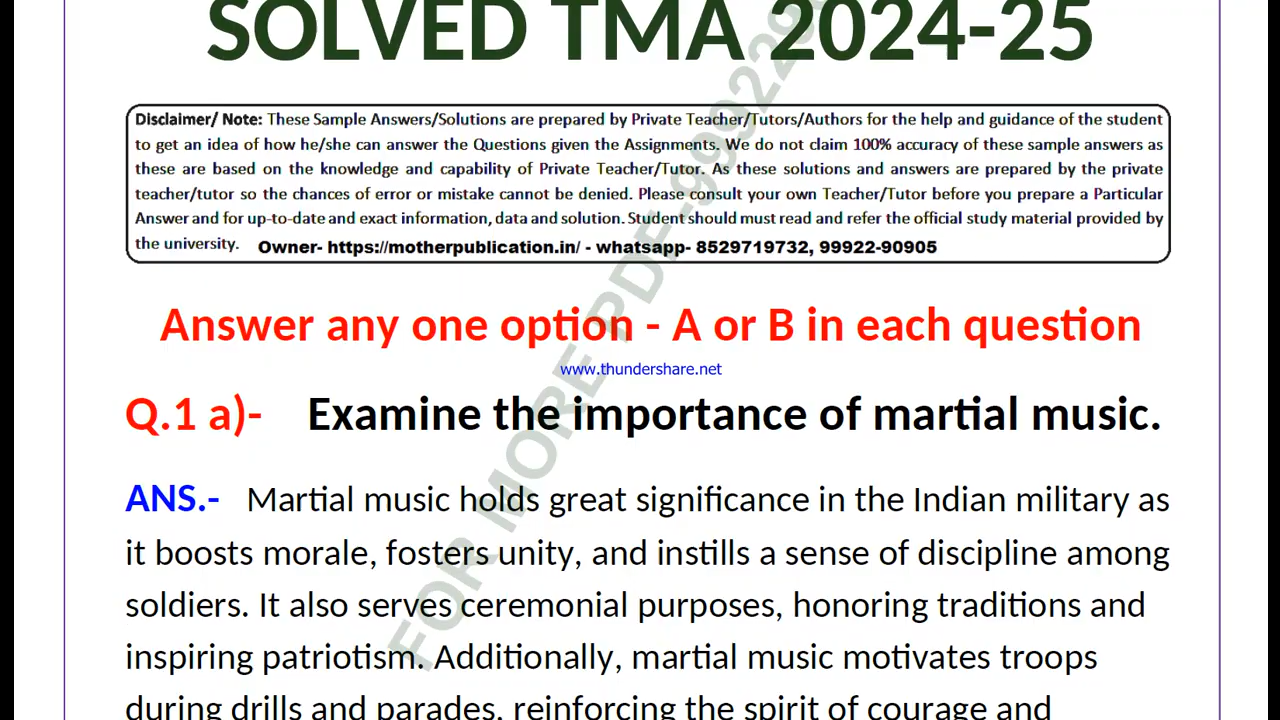 SOLVED TMA 2024-25
Disclaimer/ Note: These Sample Answers/Solutions are prepared by Private Teacher/Tutors/Authors for the help and guidance of the student
to get an idea of how he/she can answer the Questions given the Assignments. We do not claim 100% accuracy of these sample answers as
these are based on the knowledge and capability of Private Teacher/Tutor. As these solutions and answers are prepared by the private
teacher/tutor so the chances of error or mistake cannot be denied. Please consult your own Teacher/Tutor before you prepare a Particular
Answer and for up-to-date and exact information, data and solution. Student should must read and refer the official study material provided by
the university. Owner- https://motherpublication.in/ - whatsapp- 8529719732, 99922-90905
Answer any one option - A or B in each question
www.thundershare.net
Q.1 a)- Examine the importance of martial music.
ANS.- Martial music holds great significance in the Indian military as
it boosts morale, fosters unity, and instills a sense of discipline among
soldiers. It also serves ceremonial purposes, honoring traditions and
inspiring patriotism. Additionally, martial music motivates troops
during drills and parades, reinforcing the spirit of courage and
FOR MORE PDF-